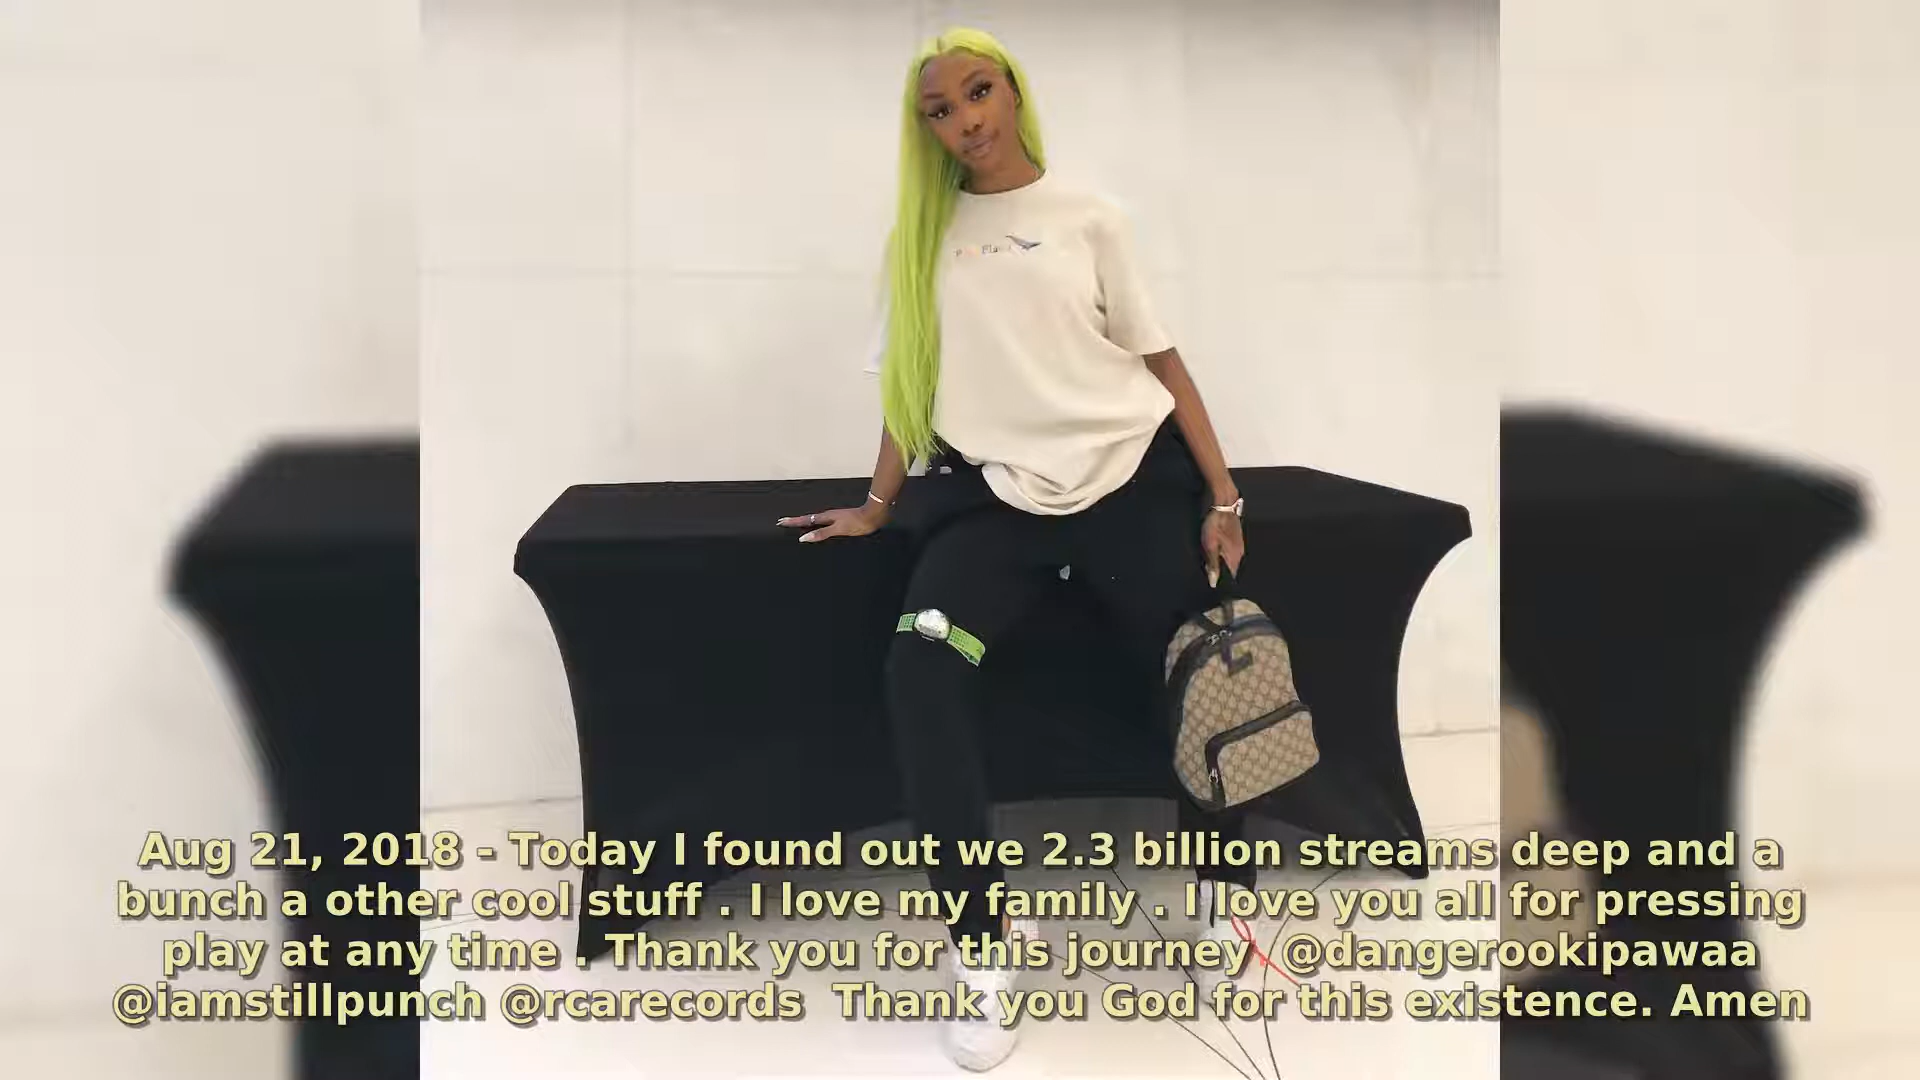 Aug 21, 2018 - Today I found out we 2.3 billion streams deep and a
bunch a other cool stuff . I love my family . I love you all for pressing
play at any time . Thank you for this journey @dangerookipawaa
@iamstillpunch @rcarecords Thank you God for this existence. Amen